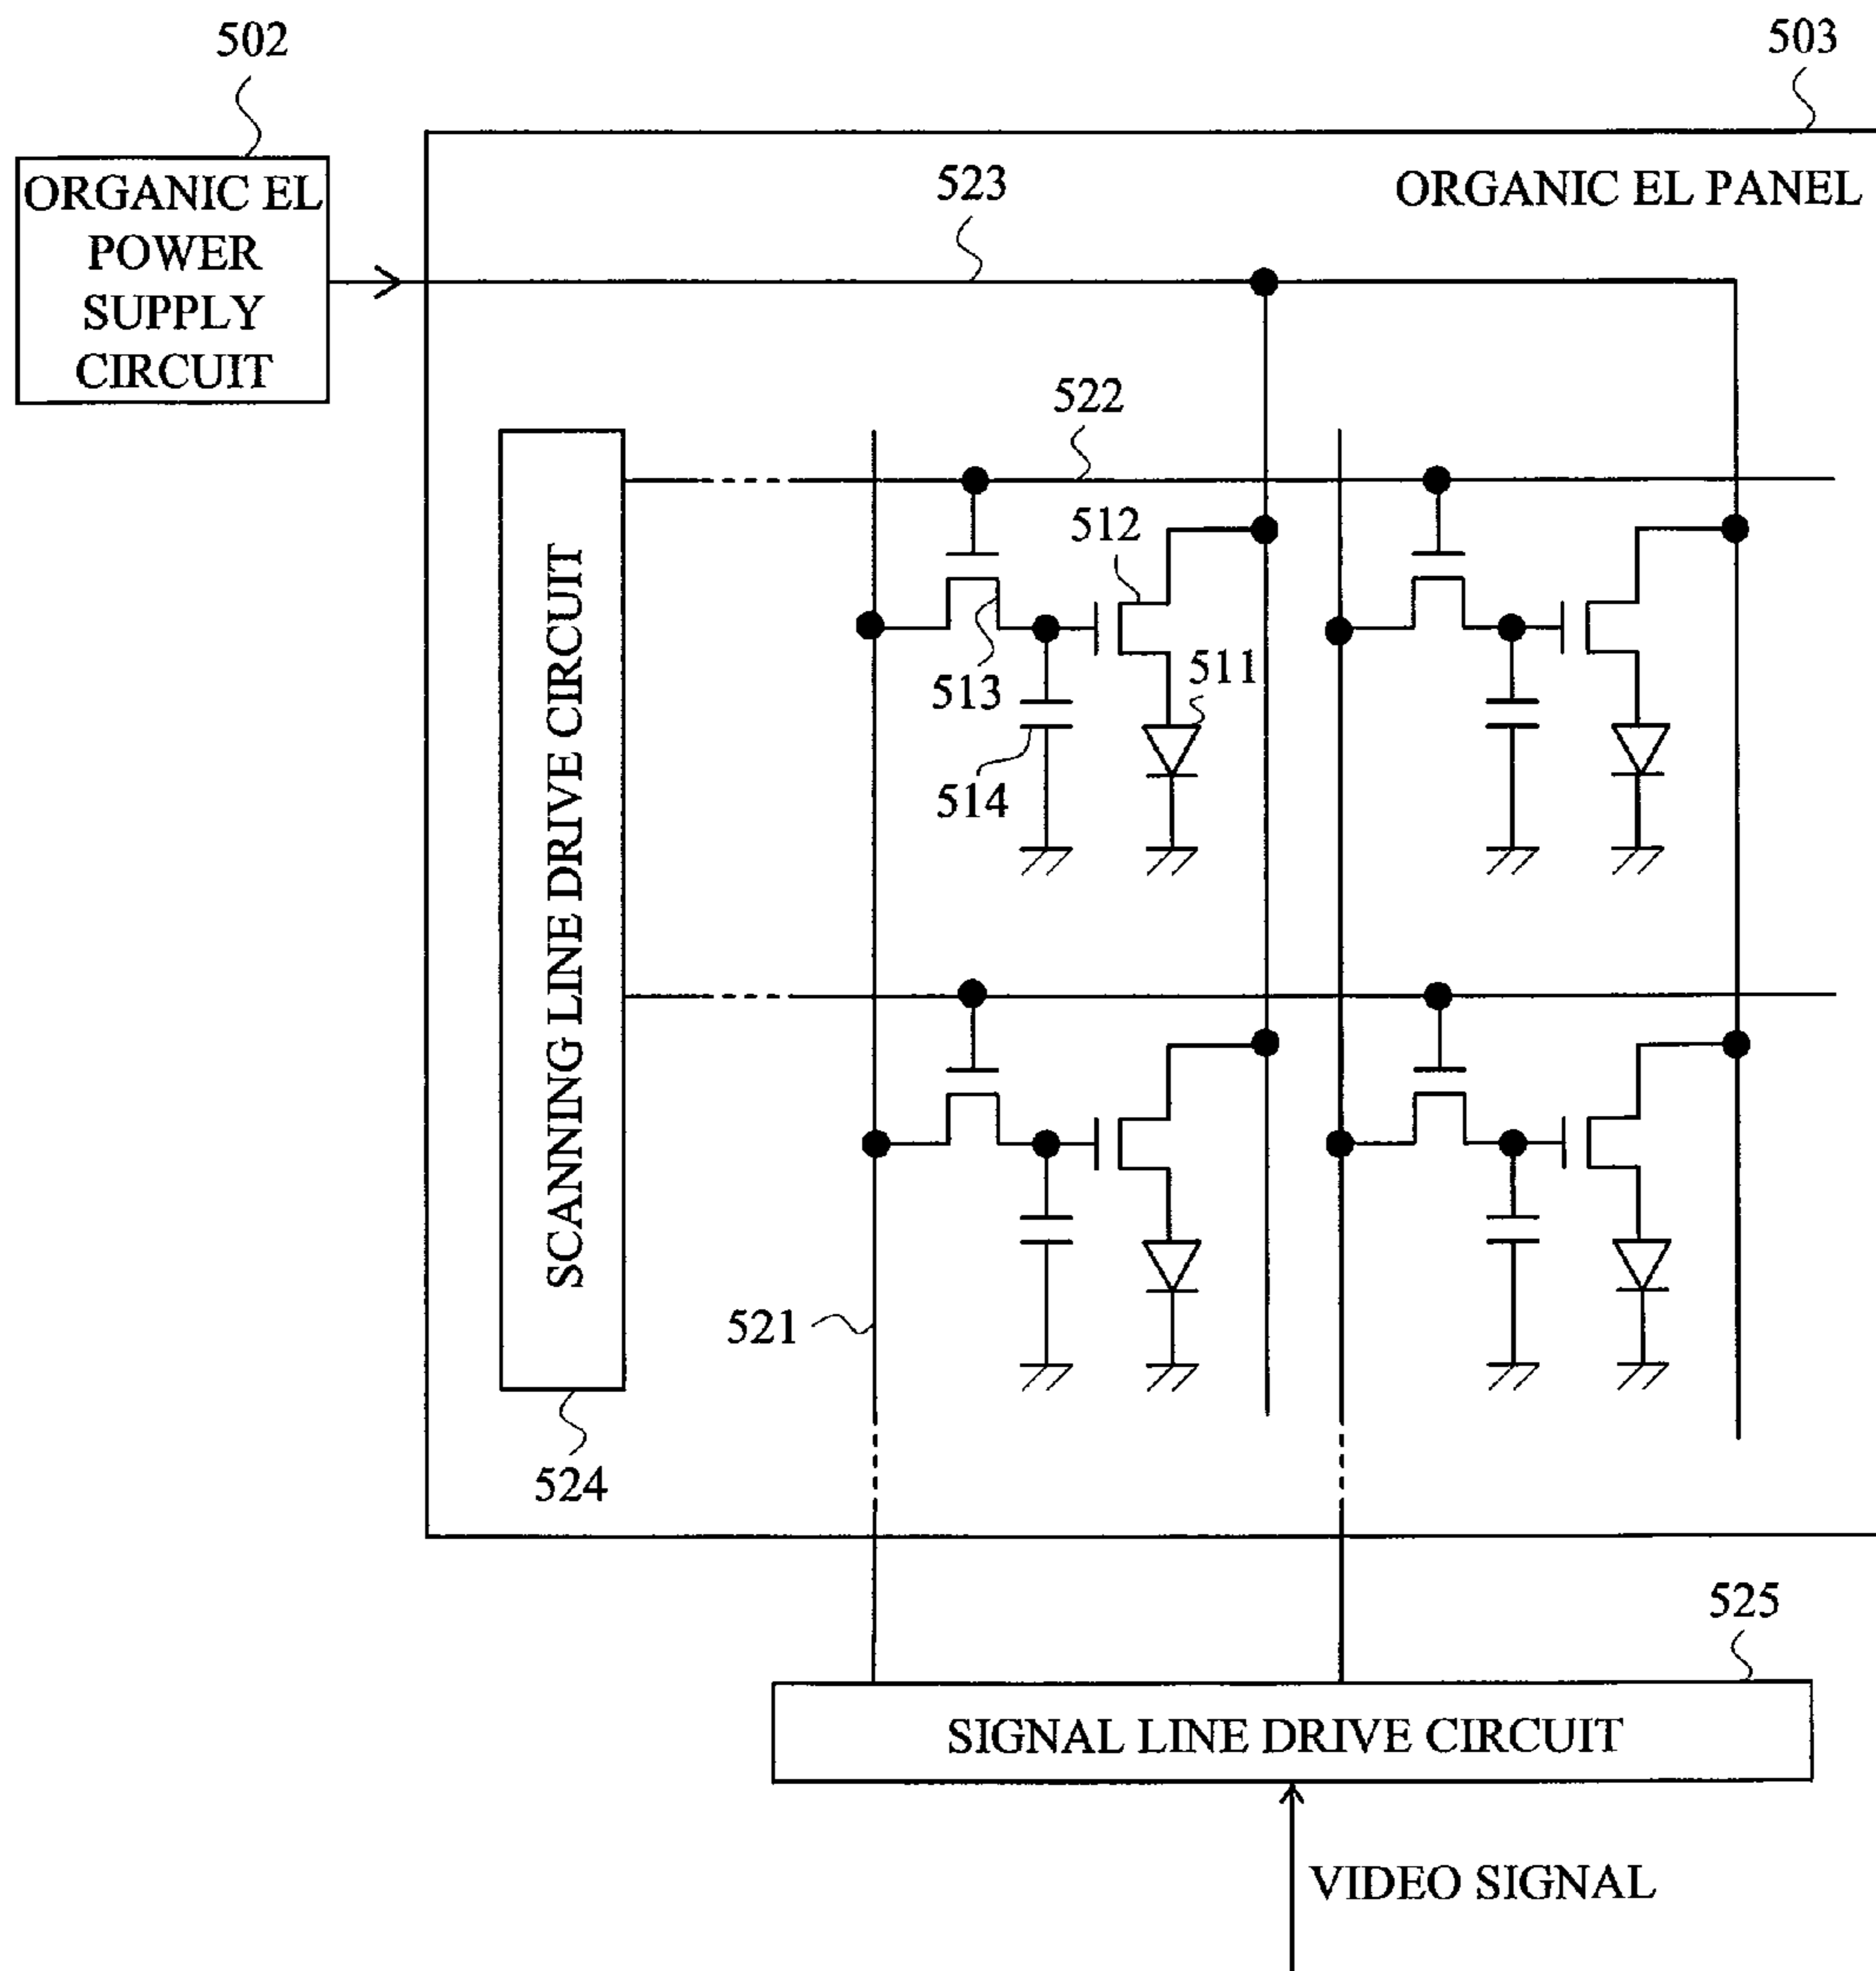 502
503
ORGANIC EL
POWER
SUPPLY
CIRCUIT
523
ORGANIC EL PANEL
522
512
511
513
514
SCANNING LINE DRIVE CIRCUIT
521
524
525
SIGNAL LINE DRIVE CIRCUIT
VIDEO SIGNAL